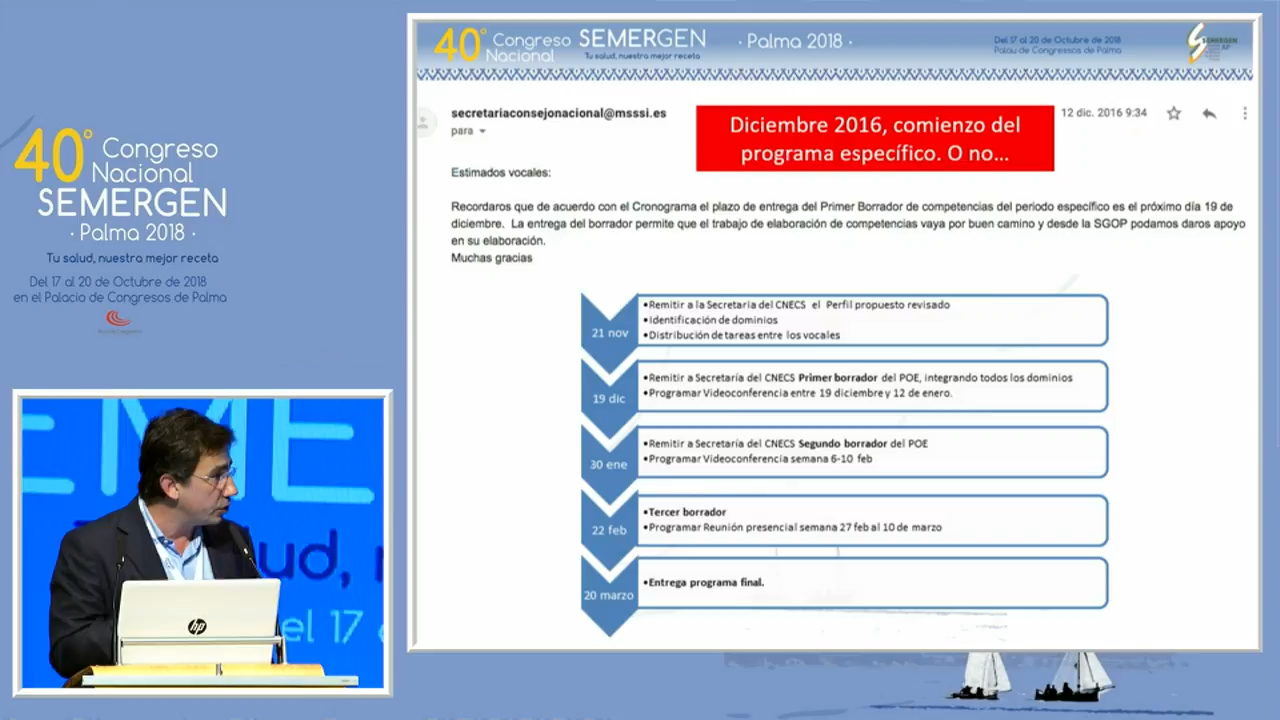 40° Congreso
Nacional
SEMERGEN
· Palma 2018 ·
Tu salud, nuestra mejor receta
Del 17 al 20 de Octubre de 2018
en el Palacio de Congresos de Palma
EME
ud,
el 17
hp
40° Congreso
Nacional
SEMERGEN
Tu salud, nuestra mejor receta
· Palma 2018 ·
Del 17 al 20 de Octubre de 2018
Palau de Congressos de Palma
SEMERGEN
secretariaconsejonacional@msssi.es
para
Diciembre 2016, comienzo del
programa específico. O no...
12 dic. 2016 9:34
Estimados vocales:
Recordaros que de acuerdo con el Cronograma el plazo de entrega del Primer Borrador de competencias del periodo específico es el próximo día 19 de
diciembre. La entrega del borrador permite que el trabajo de elaboración de competencias vaya por buen camino y desde la SGOP podamos daros apoyo
en su elaboración.
Muchas gracias
21 nov
•Remitir a la Secretaria del CNECS el Perfil propuesto revisado
•Identificación de dominios
•Distribución de tareas entre los vocales
19 dic
•Remitir a Secretaría del CNECS Primer borrador del POE, integrando todos los dominios
•Programar Videoconferencia entre 19 diciembre y 12 de enero.
30 ene
•Remitir a Secretaría del CNECS Segundo borrador del POE
•Programar Videoconferencia semana 6-10 feb
22 feb
•Tercer borrador
•Programar Reunión presencial semana 27 feb al 10 de marzo
20 marzo
•Entrega programa final.